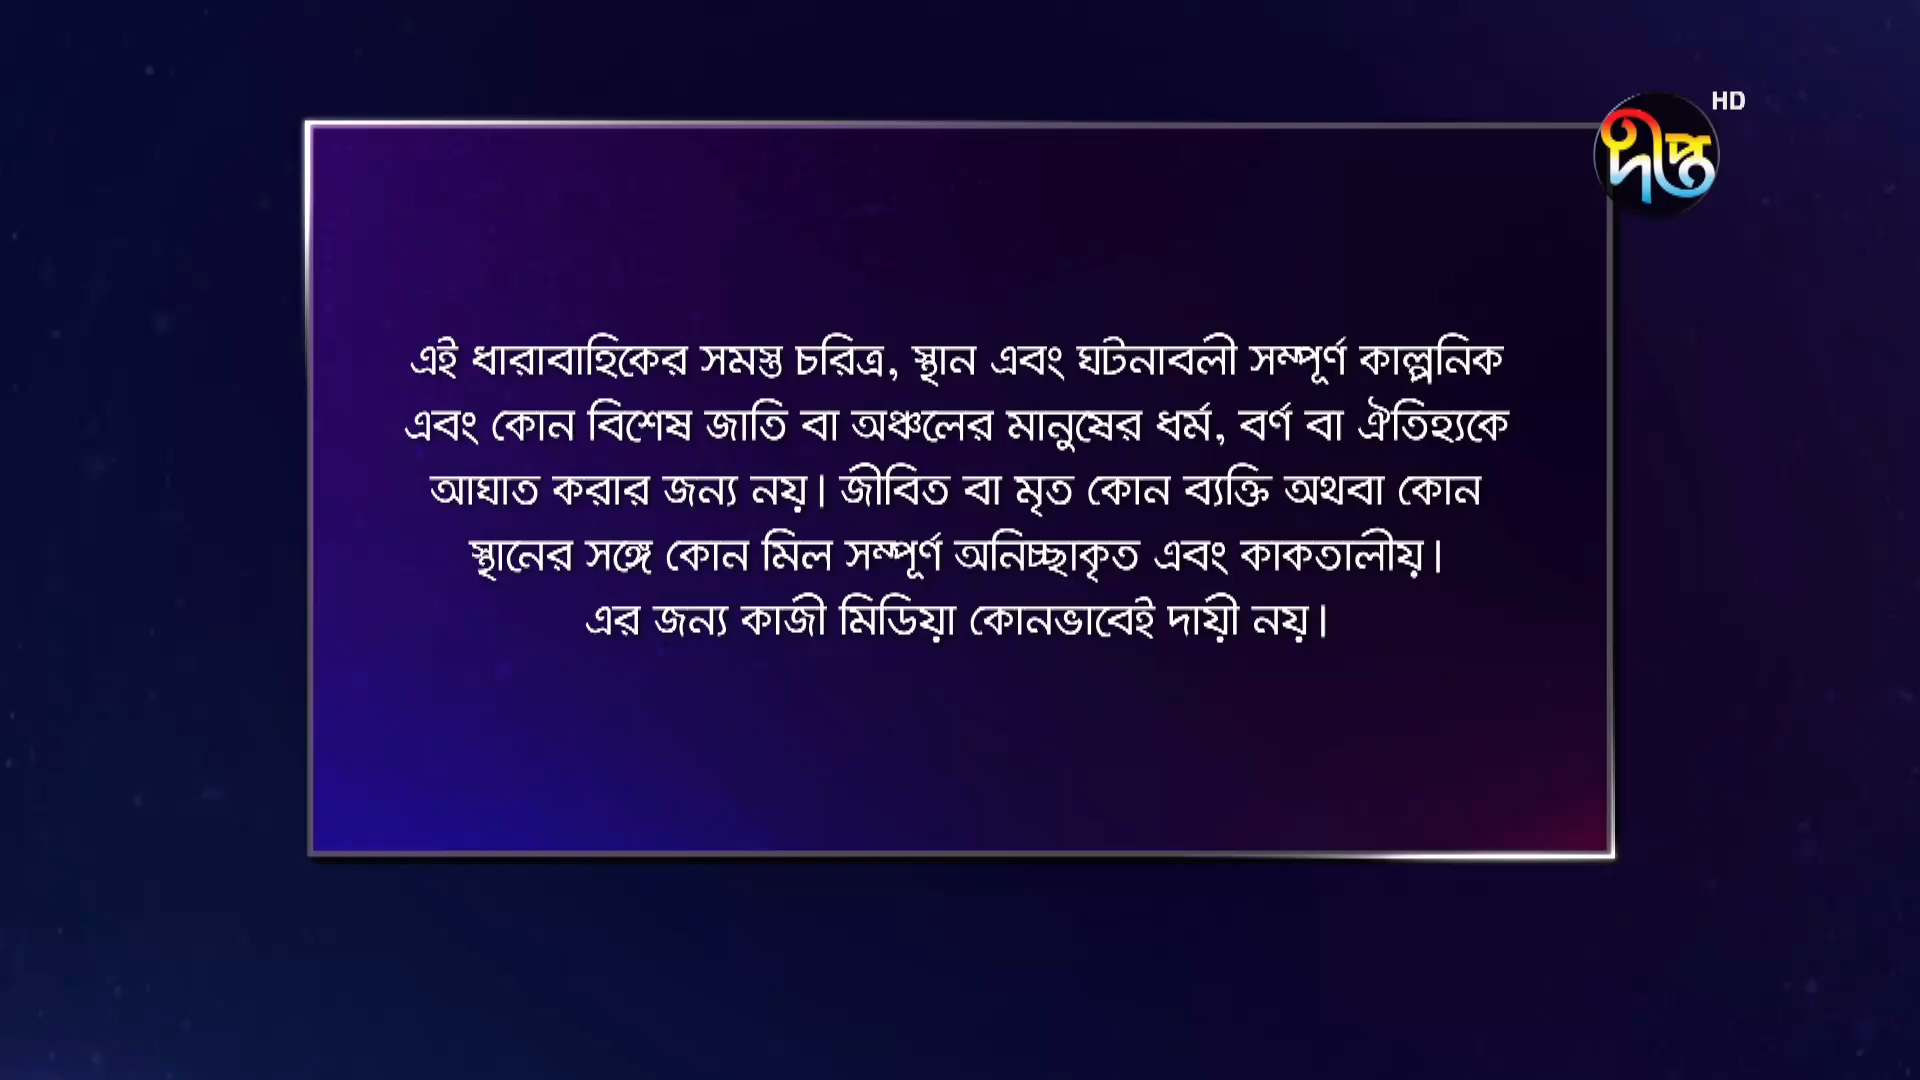 HD
দীপ্ত
এই ধারাবাহিকের সমস্ত চরিত্র, স্থান এবং ঘটনাবলী সম্পূর্ণ কাল্পনিক
এবং কোন বিশেষ জাতি বা অঞ্চলের মানুষের ধর্ম, বর্ণ বা ঐতিহ্যকে
আঘাত করার জন্য নয়। জীবিত বা মৃত কোন ব্যক্তি অথবা কোন
স্থানের সঙ্গে কোন মিল সম্পূর্ণ অনিচ্ছাকৃত এবং কাকতালীয়।
এর জন্য কাজী মিডিয়া কোনভাবেই দায়ী নয়।